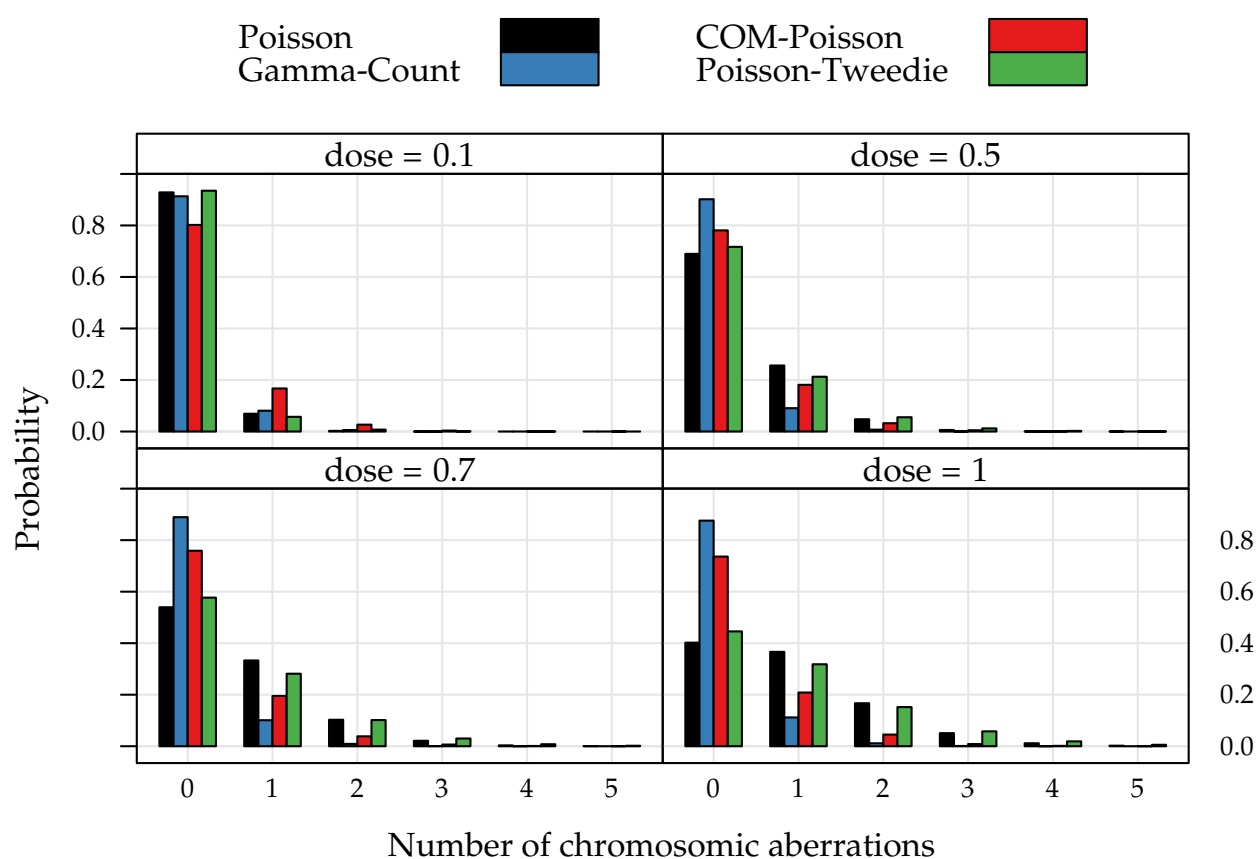 Poisson COM-Poisson
Gamma-Count Poisson-Tweedie
dose = 0.1 dose = 0.5
0.8
0.6
0.4
0.2
0.0
dose = 0.7 dose = 1
0.8
0.6
0.4
0.2
0.0
Probability
0 1 2 3 4 5 0 1 2 3 4 5
Number of chromosomic aberrations